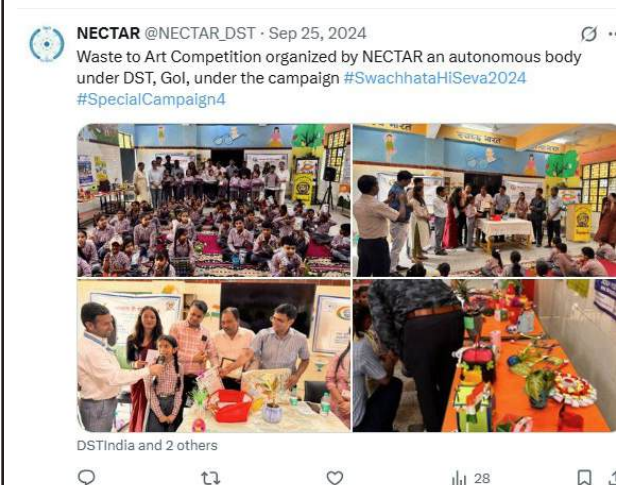 NECTAR @NECTAR_DST · Sep 25, 2024
Waste to Art Competition organized by NECTAR an autonomous body
under DST, GoI, under the campaign #SwachhataHiSeva2024
#SpecialCampaign4
DSTIndia and 2 others
28